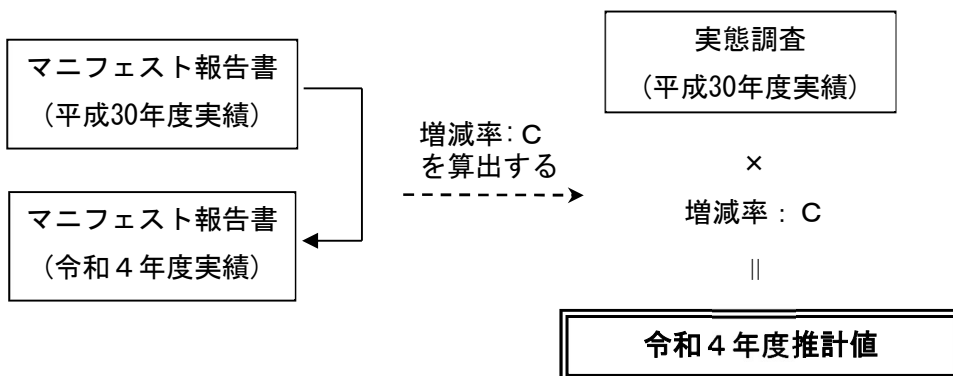 マニフェスト報告書
(平成30年度実績)
マニフェスト報告書
(令和４年度実績)
増減率：Ｃ
を算出する
実態調査
(平成30年度実績)
×
増減率：Ｃ
||
令和４年度推計値